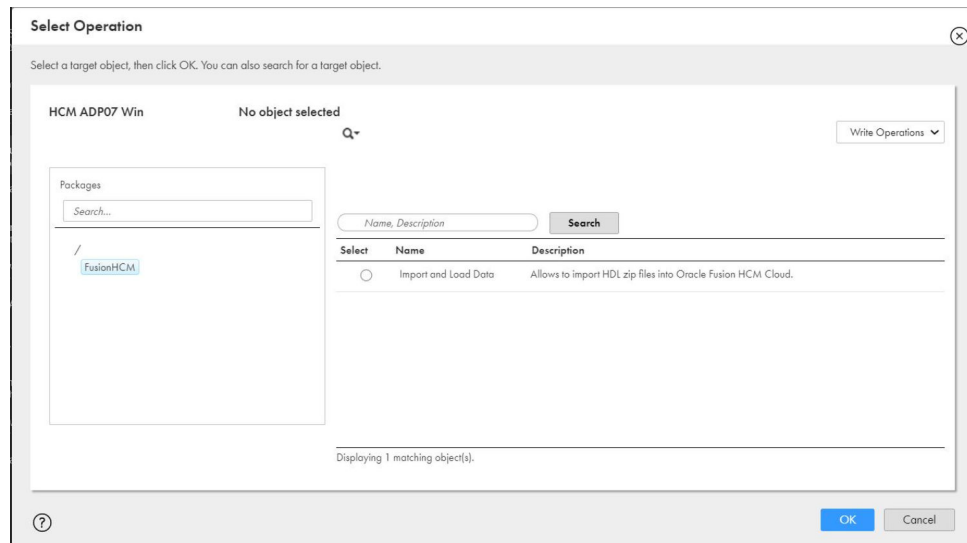 Select Operation
Select a target object, then click OK. You can also search for a target object.
HCM ADP07 Win No object selected
Write Operations
Packages
Search...
Name, Description Search
/
FusionHCM
Select Name Description
Import and Load Data Allows to import HDL zip files into Oracle Fusion HCM Cloud.
Displaying 1 matching object(s).
? OK Cancel